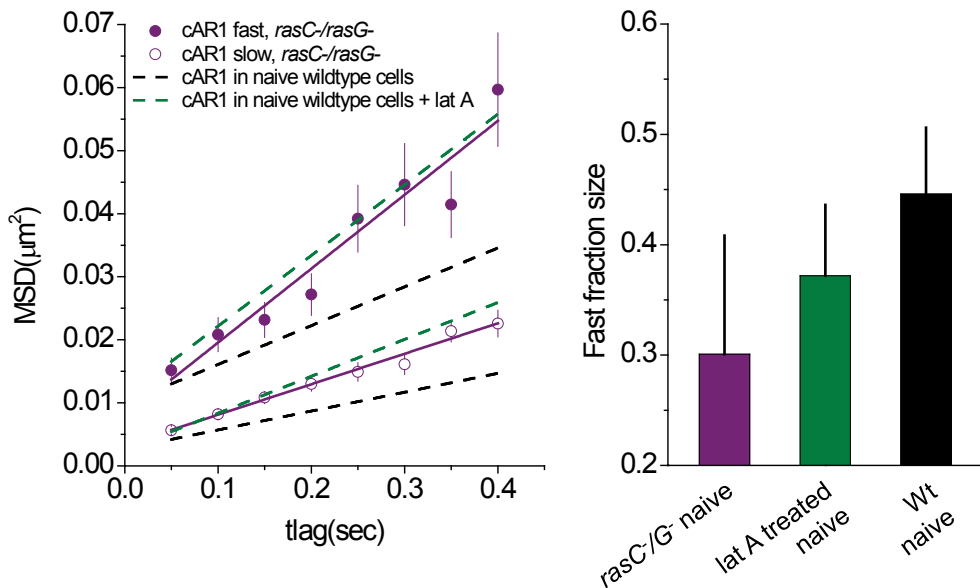 0.07
0.06
0.05
0.04
0.03
0.02
0.01
0.00
MSD(μm²)
cAR1 fast, rasC-/rasG-
cAR1 slow, rasC-/rasG-
cAR1 in naive wildtype cells
cAR1 in naive wildtype cells + lat A
0.0 0.1 0.2 0.3 0.4
tlag(sec)
0.6
0.5
0.4
0.3
0.2
Fast fraction size
rasC⁻/G⁻ naive
lat A treated
naive
Wt
naive